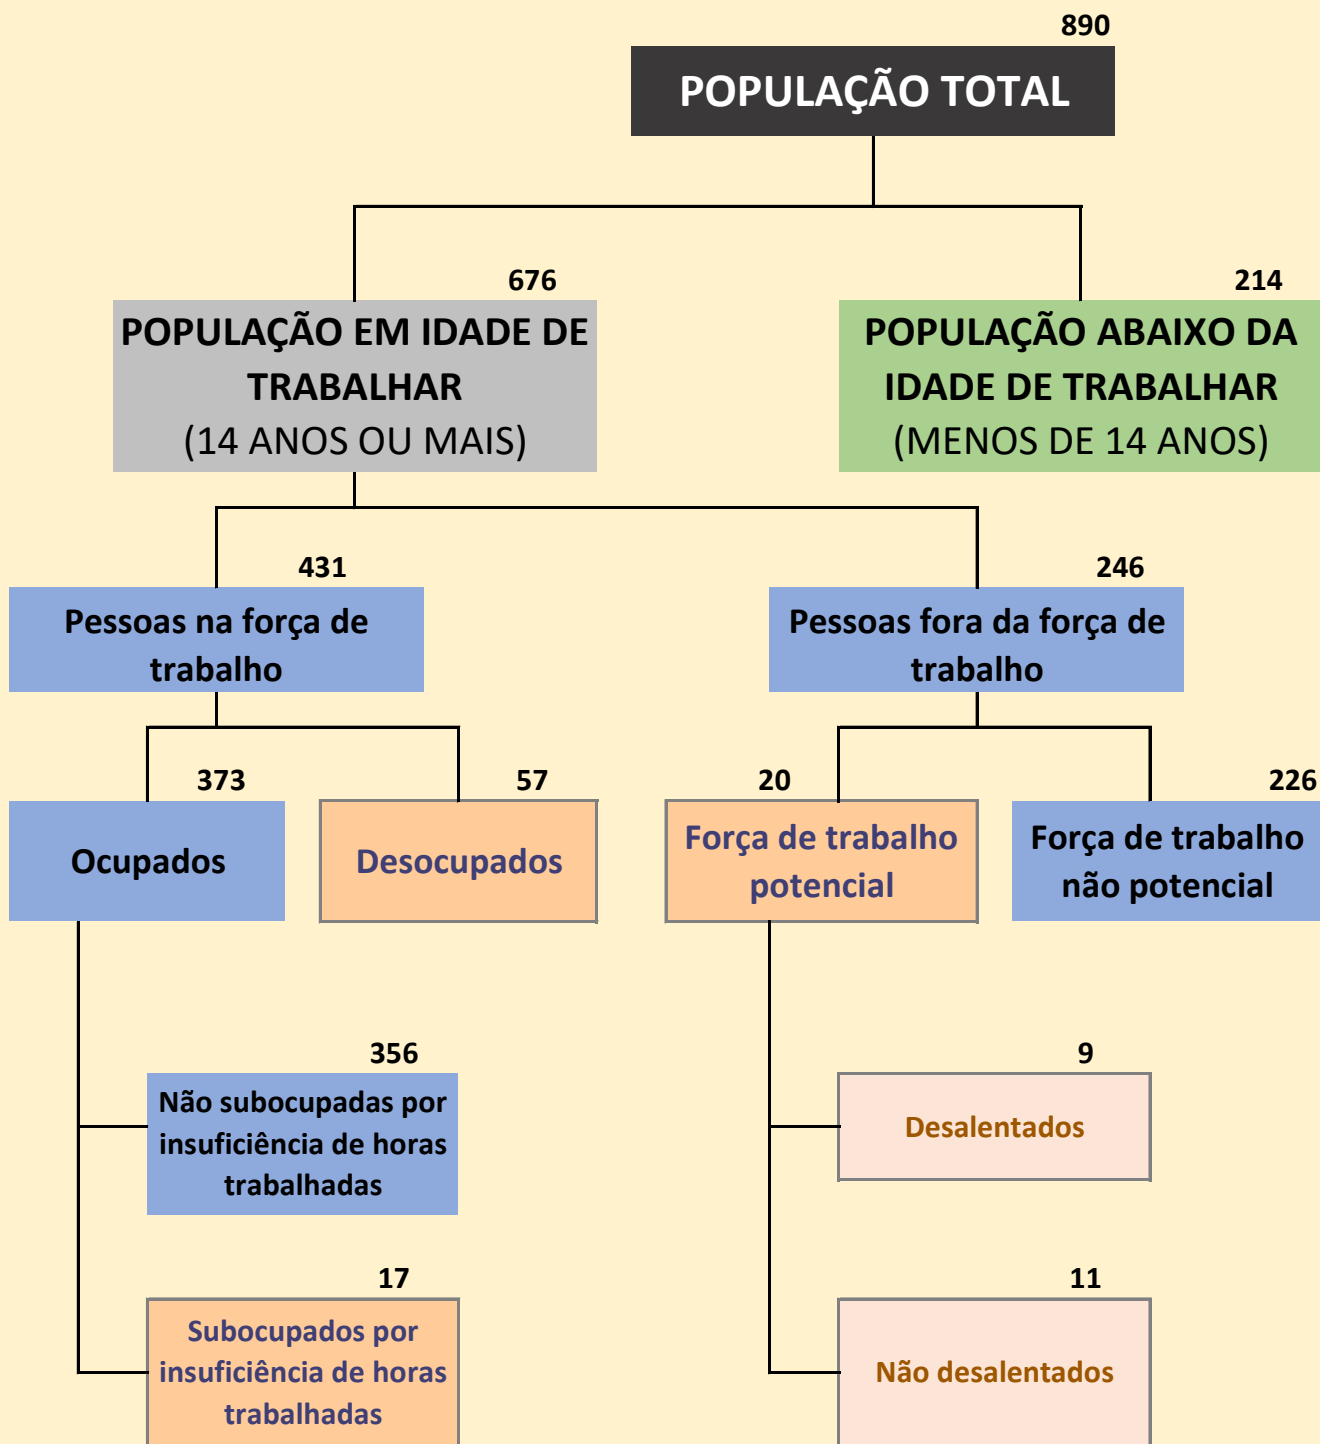 890
POPULAÇÃO TOTAL
676
POPULAÇÃO EM IDADE DE
TRABALHAR
(14 ANOS OU MAIS)
214
POPULAÇÃO ABAIXO DA
IDADE DE TRABALHAR
(MENOS DE 14 ANOS)
431
Pessoas na força de
trabalho
246
Pessoas fora da força de
trabalho
373
Ocupados
57
Desocupados
20
Força de trabalho
potencial
226
Força de trabalho
não potencial
356
Não subocupadas por
insuficiência de horas
trabalhadas
9
Desalentados
17
Subocupados por
insuficiência de horas
trabalhadas
11
Não desalentados